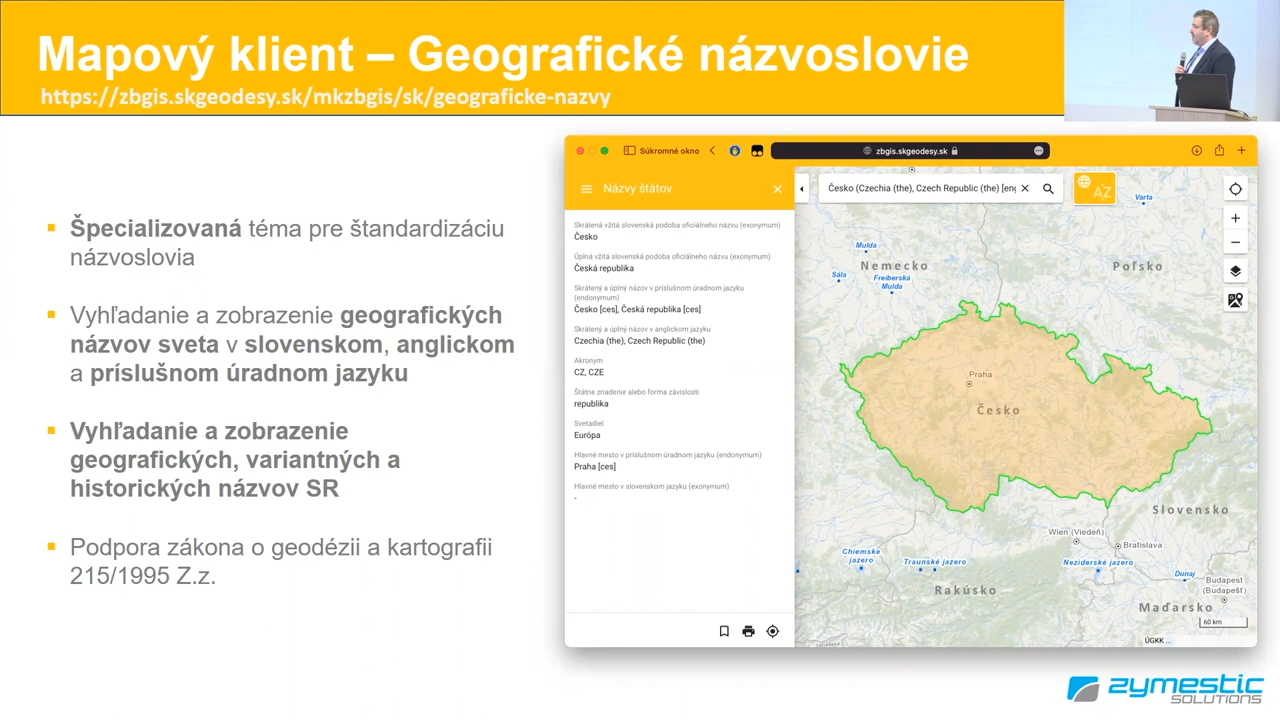 Mapový klient – Geografické názvoslovie
https://zbgis.skgeodesy.sk/mkzbgis/sk/geograficke-nazvy
Špecializovaná téma pre štandardizáciu
názvoslovia
Vyhľadanie a zobrazenie geografických
názvov sveta v slovenskom, anglickom
a príslušnom úradnom jazyku
Vyhľadanie a zobrazenie
geografických, variantných a
historických názvov SR
Podpora zákona o geodézii a kartografii
215/1995 Z.z.
Súkromné okno
zbgis.skgeodesy.sk
Názvy štátov
Skrátená vžitá slovenská podoba oficiálneho názvu (exonymum)
Česko
Úplná vžitá slovenská podoba oficiálneho názvu (exonymum)
Česká republika
Skrátený a úplný názov v príslušnom úradnom jazyku
(endonymum)
Česko [ces], Česká republika [ces]
Skrátený a úplný názov v anglickom jazyku
Czechia (the), Czech Republic (the)
Akronym
CZ, CZE
Štátne zriadenie alebo forma závislosti
republika
Svetadiel
Európa
Hlavné mesto v príslušnom úradnom jazyku (endonymum)
Praha [ces]
Hlavné mesto v slovenskom jazyku (exonymum)
-
Česko (Czechia (the), Czech Republic (the) [eng
AZ
Varta
Mulda
Nemecko
Poľsko
Sála
Freiberská
Mulda
Praha
Česko
Slovensko
Wien (Viedeň)
Bratislava
Chiemske
jazero
Traunské jazero
Neziderské jazero
Dunaj
Budapest
(Budapešť)
Rakúsko
Maďarsko
60 km
ÚGKK ...
zymestic
SOLUTIONS